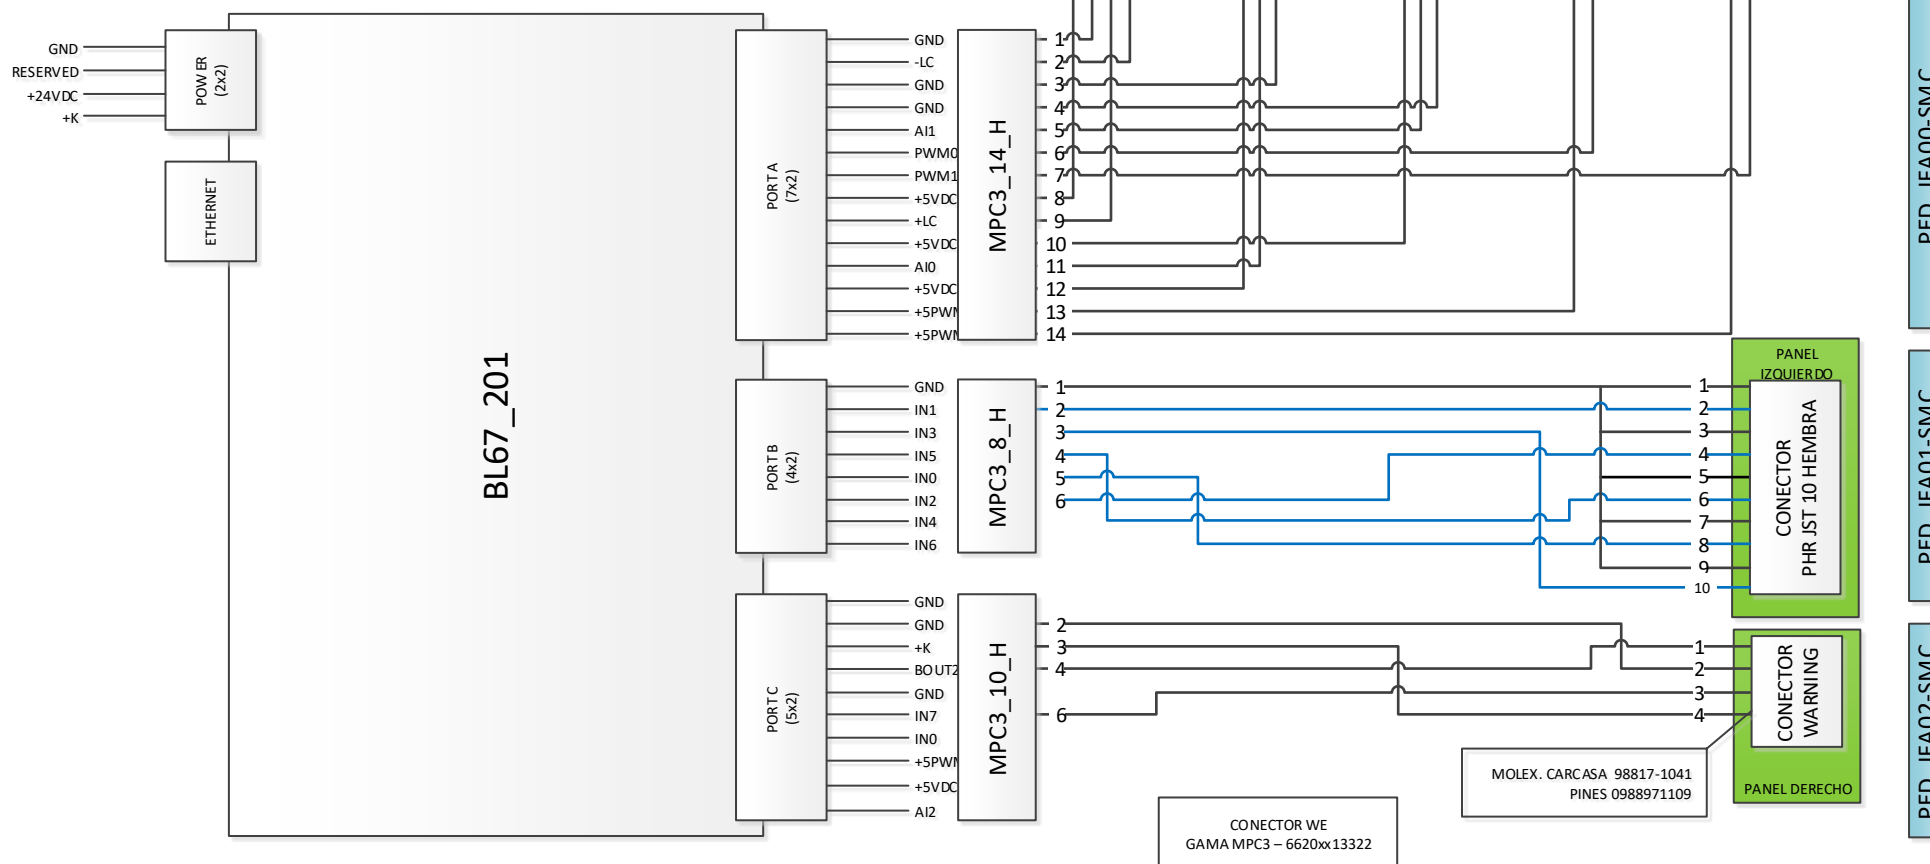 GND
RESERVED
+24VDC
+K
POWER
(2x2)
ETHERNET
BL67_201
PORT A
(7x2)
GND
-LC
GND
GND
AI1
PWM0
PWM1
+5VDC
+LC
+5VDC
AI0
+5VDC
+5PWM
+5PWM
MPC3_14_H
1
2
3
4
5
6
7
8
9
10
11
12
13
14
PORT B
(4x2)
GND
IN1
IN3
IN5
IN0
IN2
IN4
IN6
MPC3_8_H
1
2
3
4
5
6
PANEL
IZQUIERDO
1
2
3
4
5
6
7
8
9
10
CONECTOR
PHR JST 10 HEMBRA
PORT C
(5x2)
GND
GND
+K
BOUT2
GND
IN7
IN0
+5PWM
+5VDC
AI2
MPC3_10_H
2
3
4
6
1
2
3
4
CONECTOR
WARNING
PANEL DERECHO
MOLEX. CARCASA 98817-1041
PINES 0988971109
CONECTOR WE
GAMA MPC3 – 6620xx13322